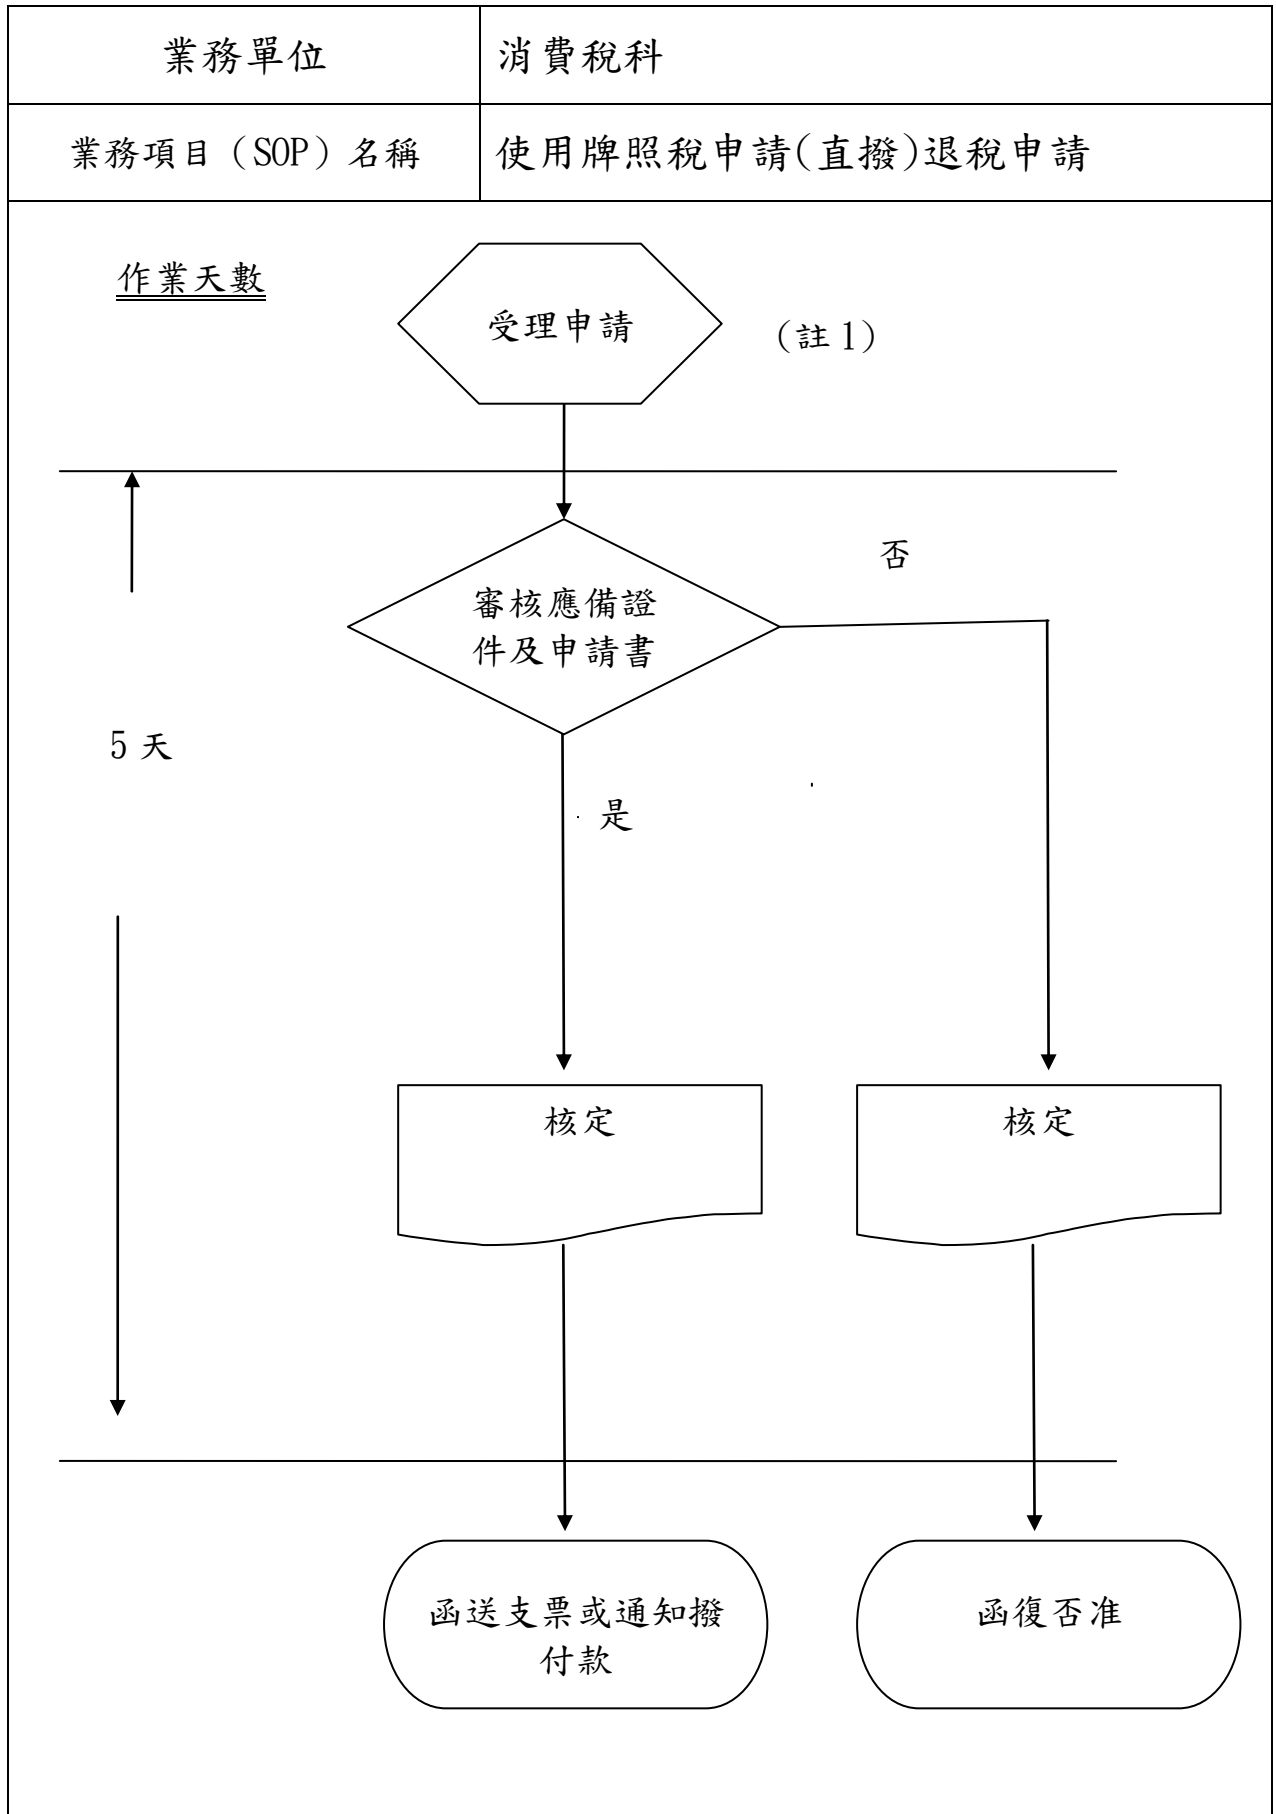 業務單位
消費稅科
業務項目（SOP）名稱
使用牌照稅申請(直撥)退稅申請
作業天數
受理申請
（註 1）
否
審核應備證
件及申請書
5 天
是
核定
核定
函送支票或通知撥
付款
函復否准